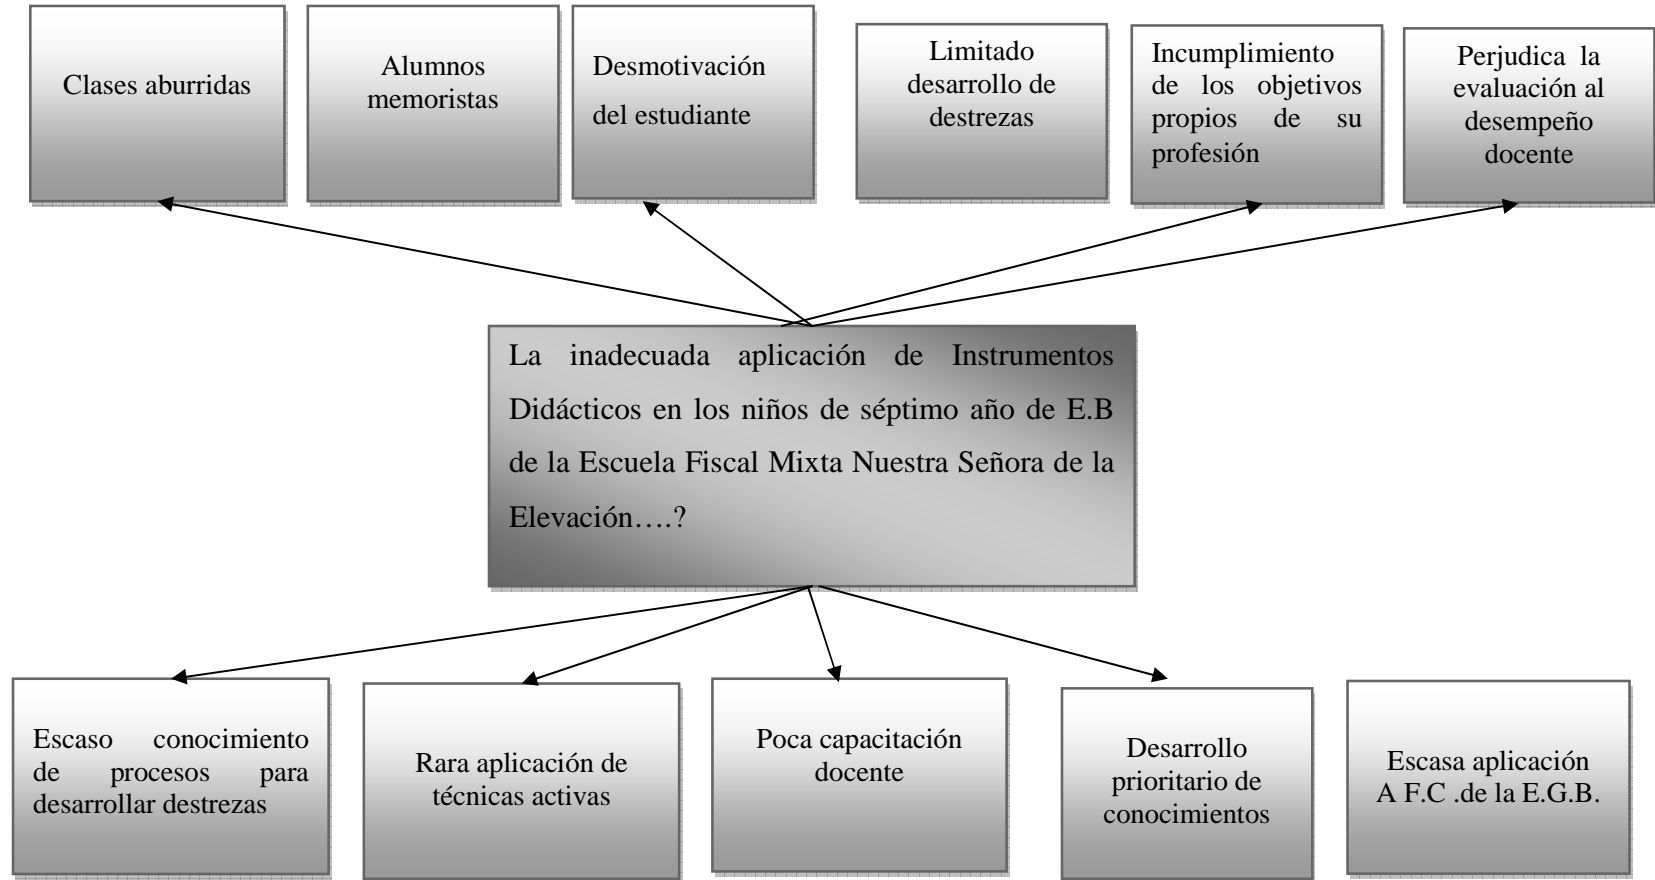 Clases aburridas
Alumnos
memoristas
Desmotivación
del estudiante
Limitado
desarrollo de
destrezas
Incumplimiento
de los objetivos
propios de su
profesión
Perjudica la
evaluación al
desempeño
docente
La inadecuada aplicación de Instrumentos
Didácticos en los niños de séptimo año de E.B
de la Escuela Fiscal Mixta Nuestra Señora de la
Elevación….?
Escaso conocimiento
de procesos para
desarrollar destrezas
Rara aplicación de
técnicas activas
Poca capacitación
docente
Desarrollo
prioritario de
conocimientos
Escasa aplicación
A F.C .de la E.G.B.